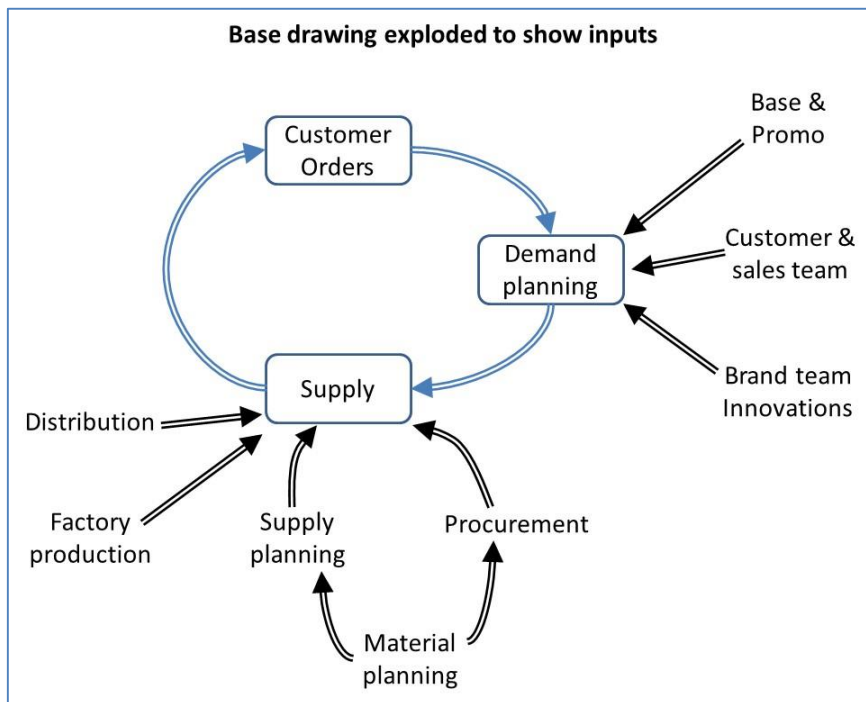 Base drawing exploded to show inputs
Base &
Promo
Customer
Orders
Customer &
sales team
Demand
planning
Brand team
Innovations
Supply
Distribution
Factory
production
Supply
planning
Procurement
Material
planning